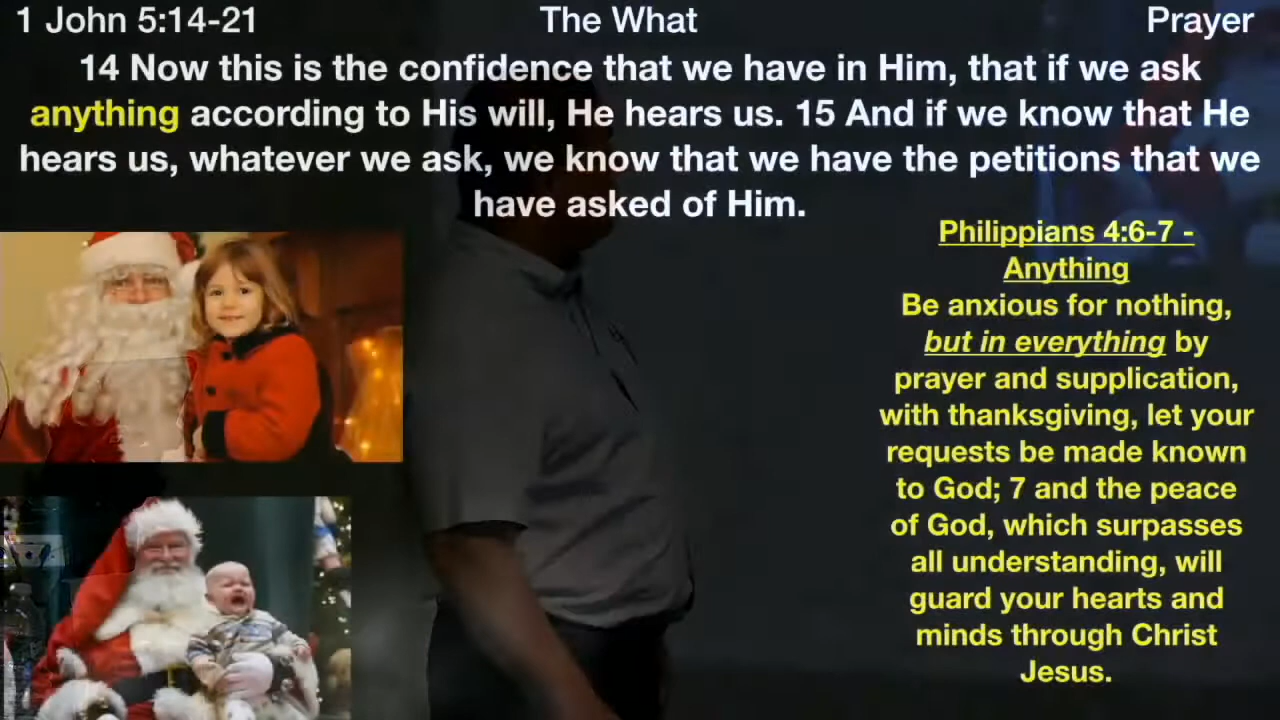 1 John 5:14-21 The What Prayer
14 Now this is the confidence that we have in Him, that if we ask
anything according to His will, He hears us. 15 And if we know that He
hears us, whatever we ask, we know that we have the petitions that we
have asked of Him.
Philippians 4:6-7 -
Anything
Be anxious for nothing,
but in everything by
prayer and supplication,
with thanksgiving, let your
requests be made known
to God; 7 and the peace
of God, which surpasses
all understanding, will
guard your hearts and
minds through Christ
Jesus.